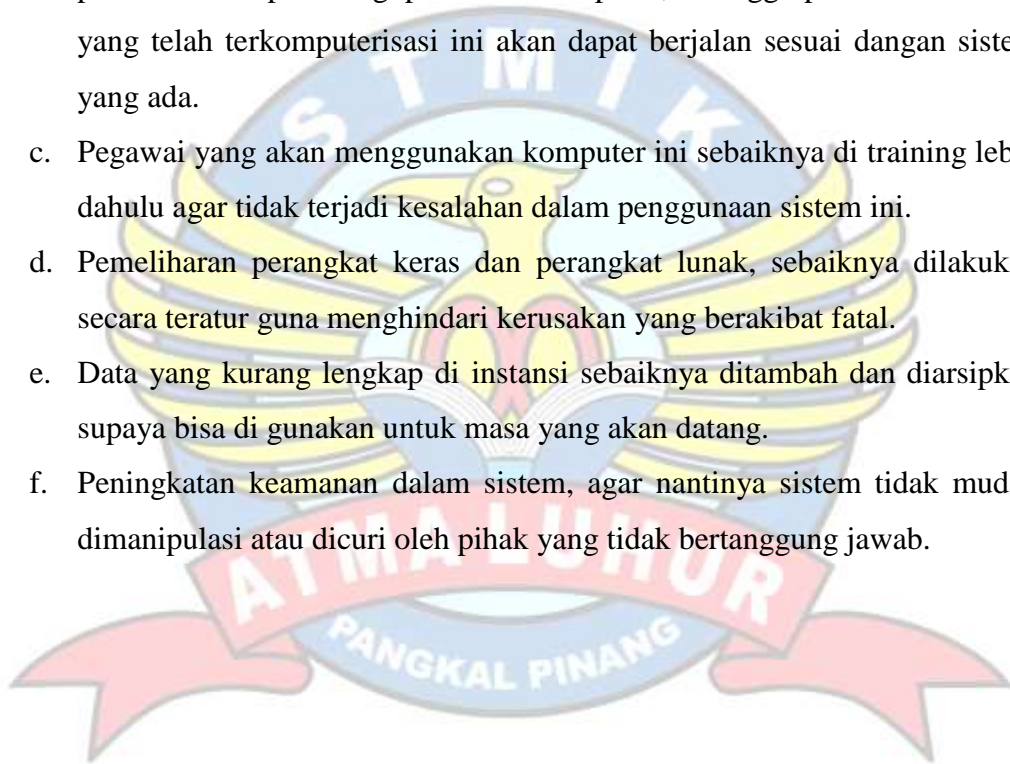 yang telah terkomputerisasi ini akan dapat berjalan sesuai dangan siste
yang ada.
c. Pegawai yang akan menggunakan komputer ini sebaiknya di training leb
dahulu agar tidak terjadi kesalahan dalam penggunaan sistem ini.
d. Pemeliharan perangkat keras dan perangkat lunak, sebaiknya dilakuk
secara teratur guna menghindari kerusakan yang berakibat fatal.
e. Data yang kurang lengkap di instansi sebaiknya ditambah dan diarsipk
supaya bisa di gunakan untuk masa yang akan datang.
f. Peningkatan keamanan dalam sistem, agar nantinya sistem tidak mud
dimanipulasi atau dicuri oleh pihak yang tidak bertanggung jawab.
STMIK
ATMA LUHUR
PANGKAL PINANG